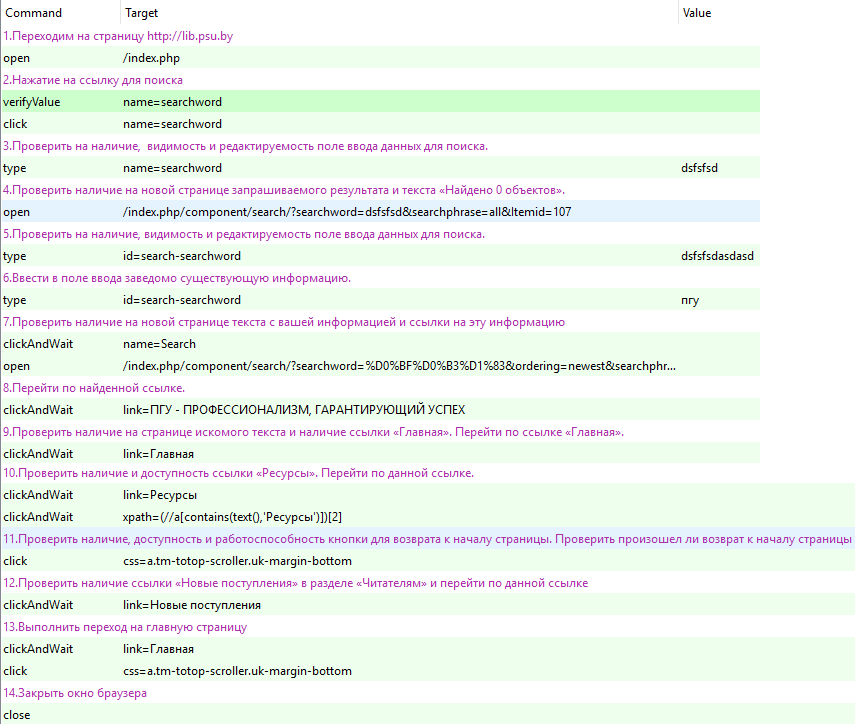 Command Target Value
1.Переходим на страницу http://lib.psu.by
open /index.php
2.Нажатие на ссылку для поиска
verifyValue name=searchword
click name=searchword
3.Проверить на наличие, видимость и редактируемость поле ввода данных для поиска.
type name=searchword dsfsfsd
4.Проверить наличие на новой странице запрашиваемого результата и текста «Найдено 0 объектов».
open /index.php/component/search/?searchword=dsfsfsd&searchphrase=all&Itemid=107
5.Проверить на наличие, видимость и редактируемость поле ввода данных для поиска.
type id=search-searchword dsfsfsdasdasd
6.Ввести в поле ввода заведомо существующую информацию.
type id=search-searchword пгу
7.Проверить наличие на новой странице текста с вашей информацией и ссылки на эту информацию
clickAndWait name=Search
open /index.php/component/search/?searchword=%D0%BF%D0%B3%D1%83&ordering=newest&searchphr...
8.Перейти по найденной ссылке.
clickAndWait link=ПГУ - ПРОФЕССИОНАЛИЗМ, ГАРАНТИРУЮЩИЙ УСПЕХ
9.Проверить наличие на странице искомого текста и наличие ссылки «Главная». Перейти по ссылке «Главная».
clickAndWait link=Главная
10.Проверить наличие и доступность ссылки «Ресурсы». Перейти по данной ссылке.
clickAndWait link=Ресурсы
clickAndWait xpath=(//a[contains(text(),'Ресурсы')])[2]
11.Проверить наличие, доступность и работоспособность кнопки для возврата к началу страницы. Проверить произошел ли возврат к началу страницы
click css=a.tm-totop-scroller.uk-margin-bottom
12.Проверить наличие ссылки «Новые поступления» в разделе «Читателям» и перейти по данной ссылке
clickAndWait link=Новые поступления
13.Выполнить переход на главную страницу
clickAndWait link=Главная
click css=a.tm-totop-scroller.uk-margin-bottom
14.Закрыть окно браузера
close